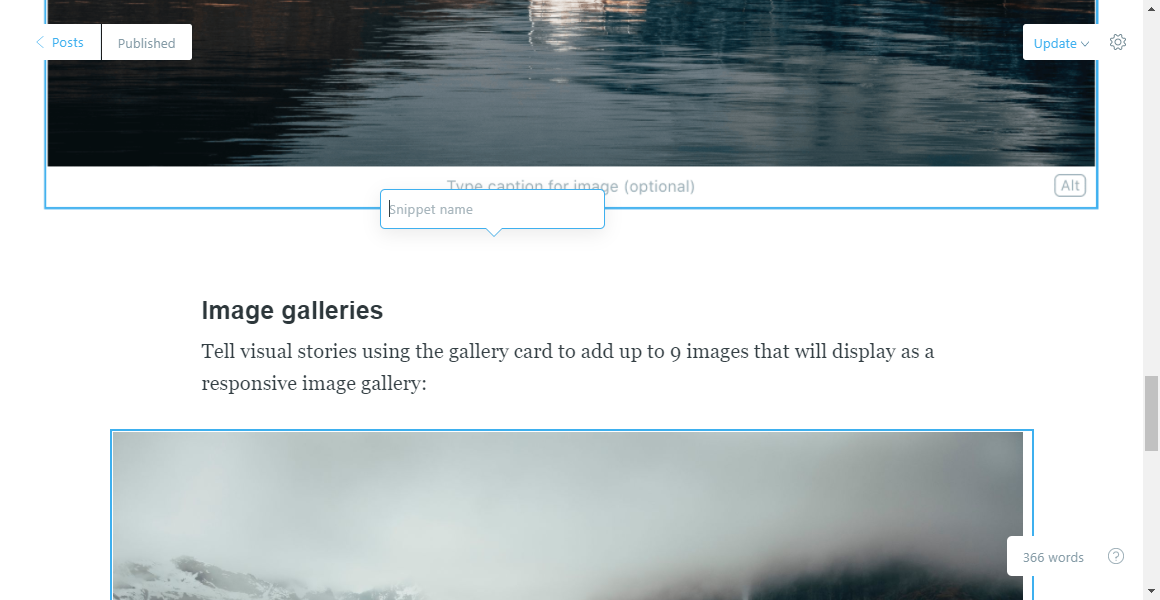 Posts
Published
Update
Type caption for image (optional)
Alt
Snippet name
Image galleries
Tell visual stories using the gallery card to add up to 9 images that will display as a
responsive image gallery:
366 words
?